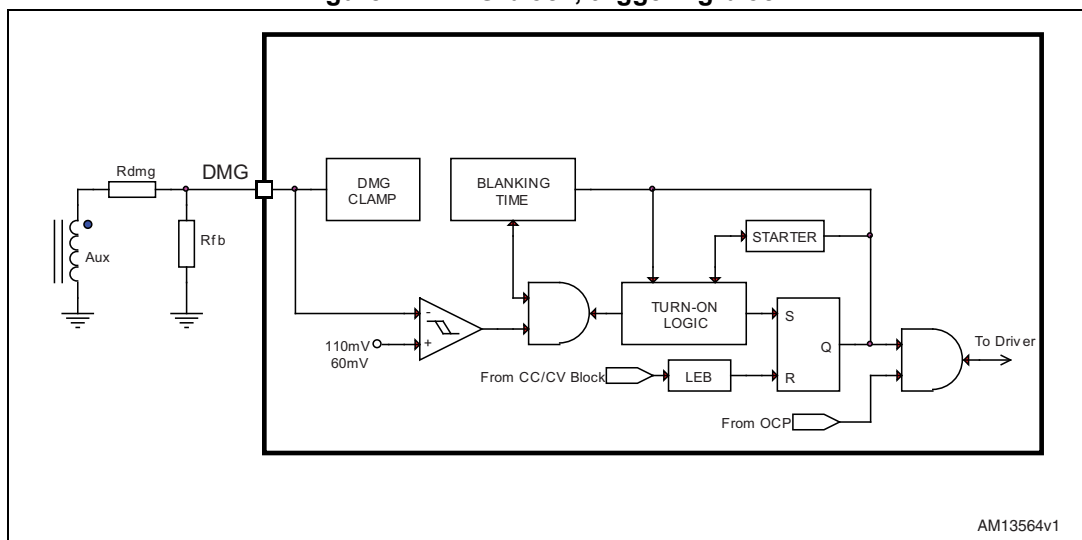 DMG
Rdmg
Rfb
Aux
DMG
CLAMP
BLANKING
TIME
STARTER
TURN-ON
LOGIC
-
+
110mV
60mV
S
Q
R
From CC/CV Block
LEB
From OCP
To Driver
AM13564v1